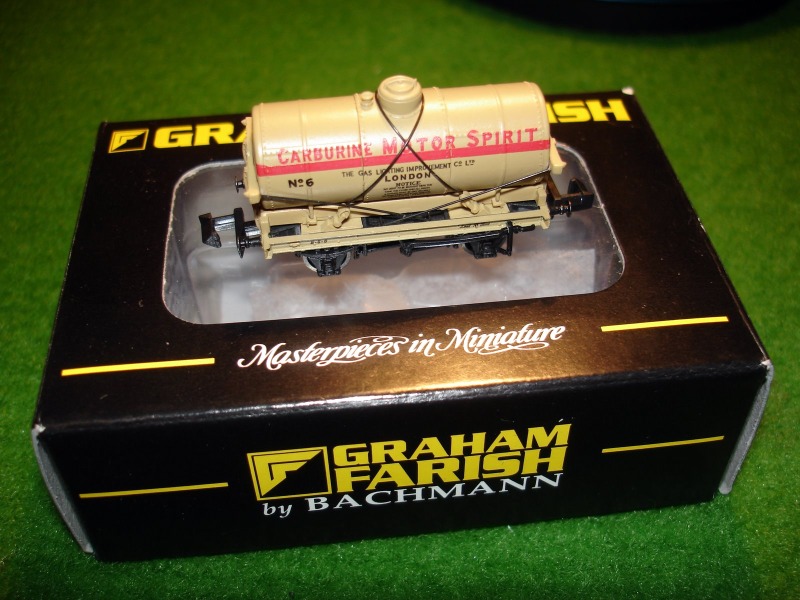 GRA
FARISH
CARBURINE MOTOR SPIRIT
THE GAS LIGHTING IMPROVEMENT Co LTD
No 6
LONDON
NOTICE
Masterpieces in Miniature
GRAHAM
FARISH
by BACHMANN